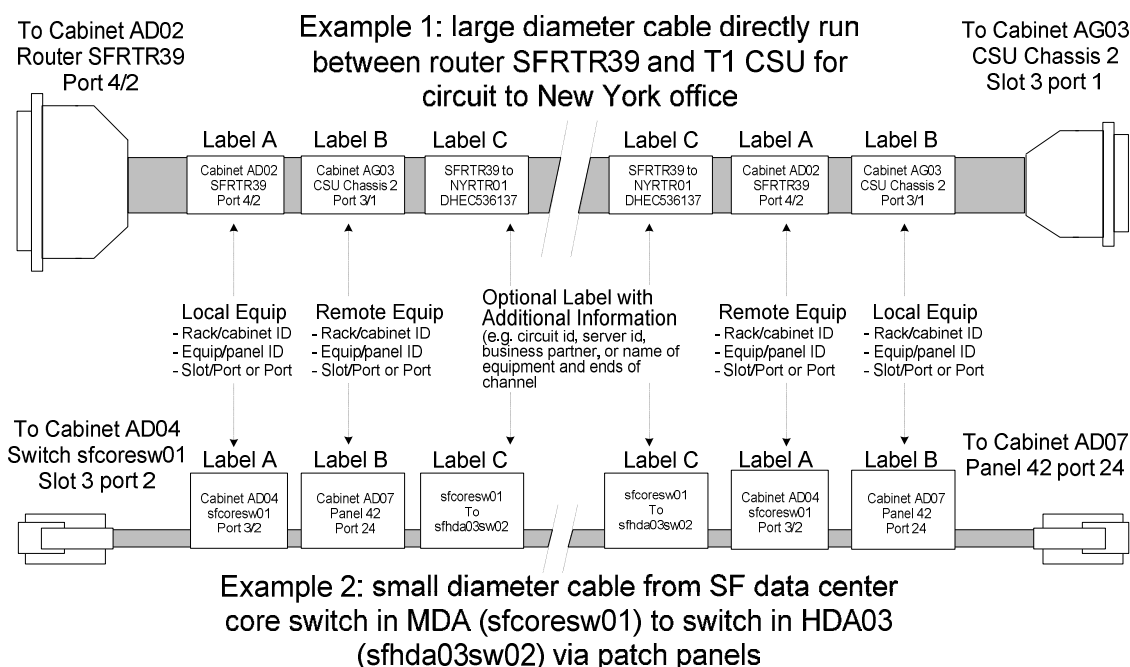 To Cabinet AD02
Router SFRTR39
Port 4/2
Example 1: large diameter cable directly run
between router SFRTR39 and T1 CSU for
circuit to New York office
To Cabinet AG03
CSU Chassis 2
Slot 3 port 1
Label A
Label B
Label C
Label C
Label A
Label B
Cabinet AD02
SFRTR39
Port 4/2
Cabinet AG03
CSU Chassis 2
Port 3/1
SFRTR39 to
NYRTR01
DHEC536137
SFRTR39 to
NYRTR01
DHEC536137
Cabinet AD02
SFRTR39
Port 4/2
Cabinet AG03
CSU Chassis 2
Port 3/1
Local Equip
- Rack/cabinet ID
- Equip/panel ID
- Slot/Port or Port
Remote Equip
- Rack/cabinet ID
- Equip/panel ID
- Slot/Port or Port
Optional Label with
Additional Information
(e.g. circuit id, server id,
business partner, or name of
equipment and ends of
channel
Remote Equip
- Rack/cabinet ID
- Equip/panel ID
- Slot/Port or Port
Local Equip
- Rack/cabinet ID
- Equip/panel ID
- Slot/Port or Port
To Cabinet AD04
Switch sfcoresw01
Slot 3 port 2
Label A
Label B
Label C
Label C
Label A
Label B
To Cabinet AD07
Panel 42 port 24
Cabinet AD04
sfcoresw01
Port 3/2
Cabinet AD07
Panel 42
Port 24
sfcoresw01
To
sfhda03sw02
sfcoresw01
To
sfhda03sw02
Cabinet AD04
sfcoresw01
Port 3/2
Cabinet AD07
Panel 42
Port 24
Example 2: small diameter cable from SF data center
core switch in MDA (sfcoresw01) to switch in HDA03
(sfhda03sw02) via patch panels